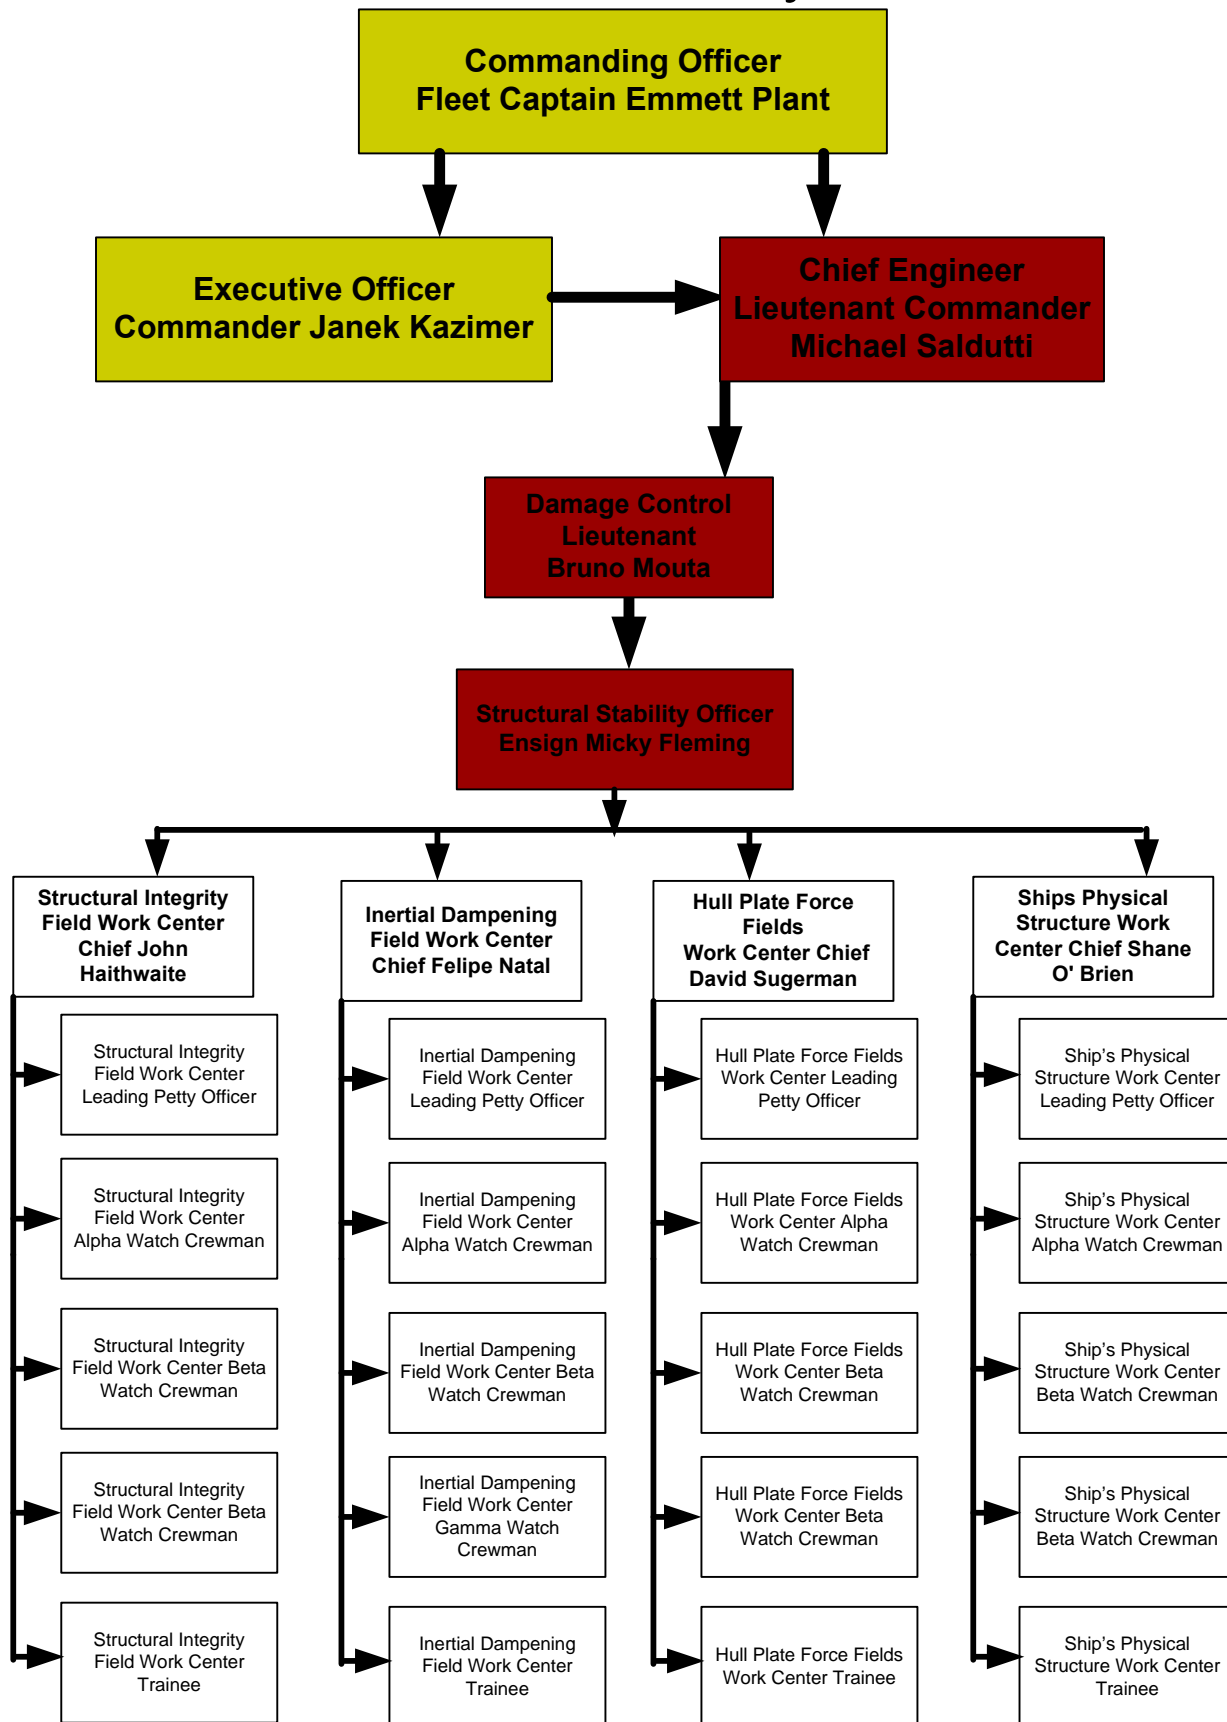 Commanding Officer
Fleet Captain Emmett Plant
Executive Officer
Commander Janek Kazimer
Chief Engineer
Lieutenant Commander
Michael Saldutti
Damage Control
Lieutenant
Bruno Mouta
Structural Stability Officer
Ensign Micky Fleming
Structural Integrity
Field Work Center
Chief John
Haithwaite
Inertial Dampening
Field Work Center
Chief Felipe Natal
Hull Plate Force
Fields
Work Center Chief
David Sugerman
Ships Physical
Structure Work
Center Chief Shane
O' Brien
Structural Integrity
Field Work Center
Leading Petty Officer
Inertial Dampening
Field Work Center
Leading Petty Officer
Hull Plate Force Fields
Work Center Leading
Petty Officer
Ship's Physical
Structure Work Center
Leading Petty Officer
Structural Integrity
Field Work Center
Alpha Watch Crewman
Inertial Dampening
Field Work Center
Alpha Watch Crewman
Hull Plate Force Fields
Work Center Alpha
Watch Crewman
Ship's Physical
Structure Work Center
Alpha Watch Crewman
Structural Integrity
Field Work Center Beta
Watch Crewman
Inertial Dampening
Field Work Center Beta
Watch Crewman
Hull Plate Force Fields
Work Center Beta
Watch Crewman
Ship's Physical
Structure Work Center
Beta Watch Crewman
Structural Integrity
Field Work Center Beta
Watch Crewman
Inertial Dampening
Field Work Center
Gamma Watch
Crewman
Hull Plate Force Fields
Work Center Beta
Watch Crewman
Ship's Physical
Structure Work Center
Beta Watch Crewman
Structural Integrity
Field Work Center
Trainee
Inertial Dampening
Field Work Center
Trainee
Hull Plate Force Fields
Work Center Trainee
Ship's Physical
Structure Work Center
Trainee